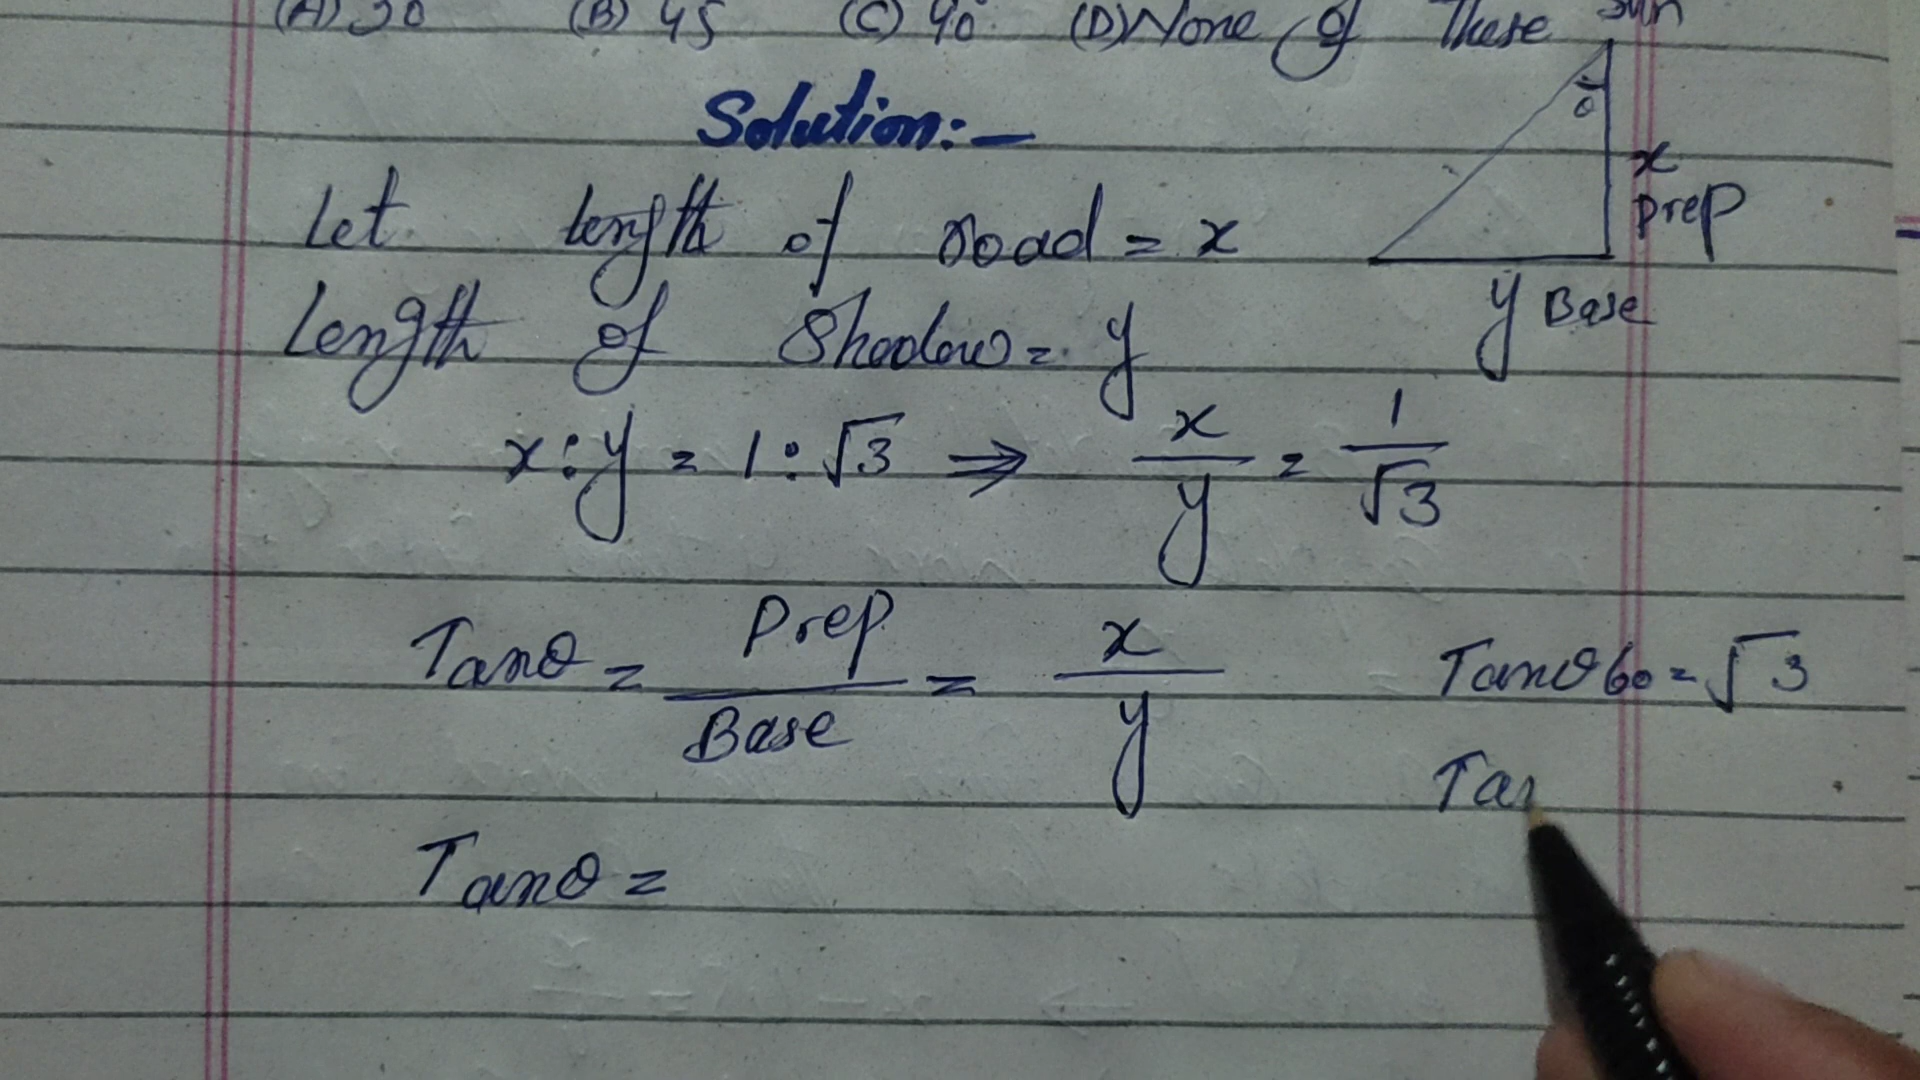 (A) 30 (B) 45 (C) 90° (D) None of These
Sun
θ
x
Prep
y Base
Solution:-
Let length of road = x
Length of Shadow = y
x : y = 1 : √3 ⇒ x/y = 1/√3
Tanθ = Prep/Base = x/y
Tanθ 60 = √3
Tan
Tanθ =